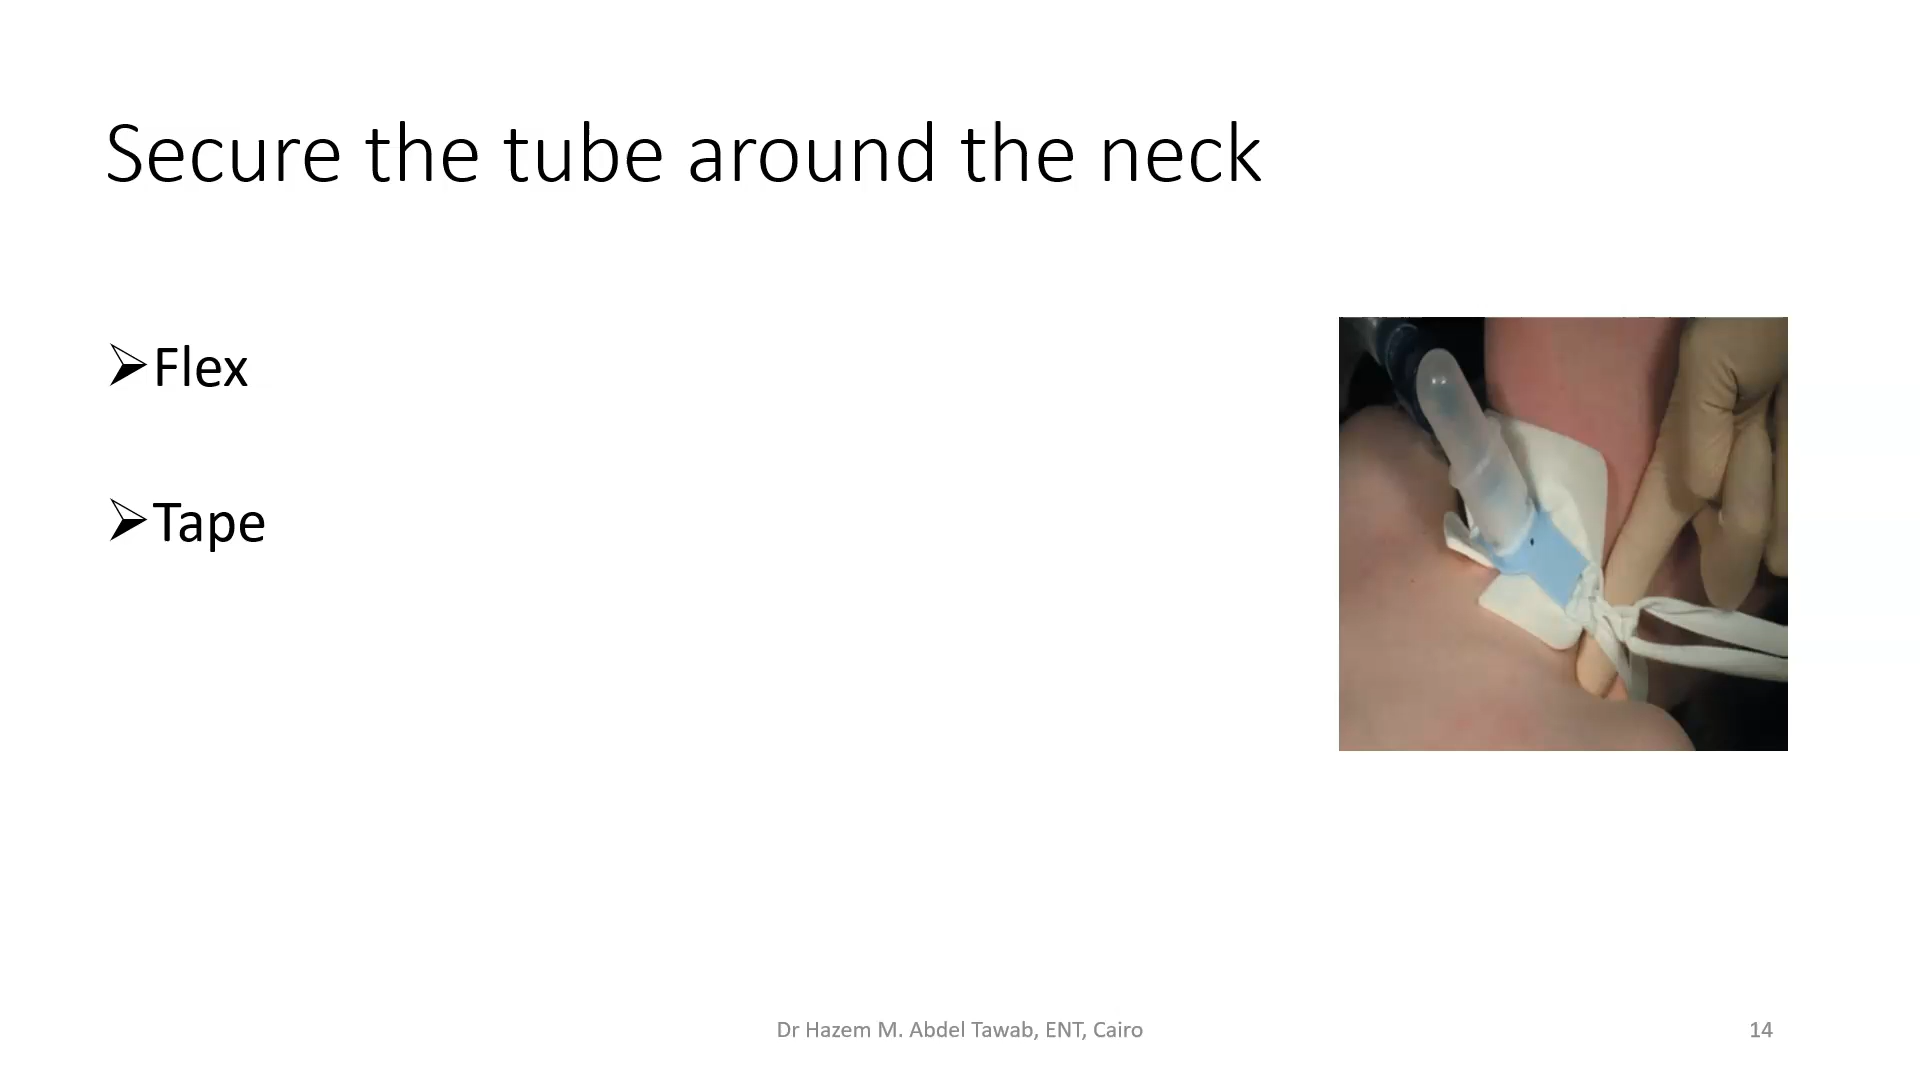 Secure the tube around the neck
➢Flex
➢Tape
Dr Hazem M. Abdel Tawab, ENT, Cairo
14